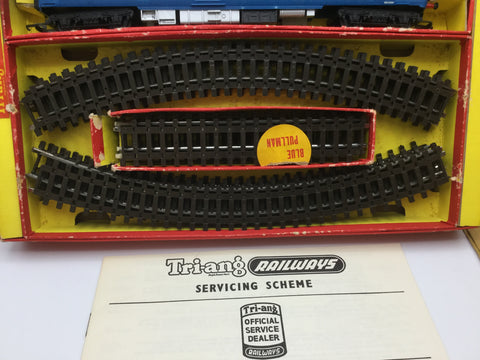 BLUE
PULLMAN
Tri-ang RAILWAYS
SERVICING SCHEME
Tri-ang
OFFICIAL
SERVICE
DEALER
RAILWAYS